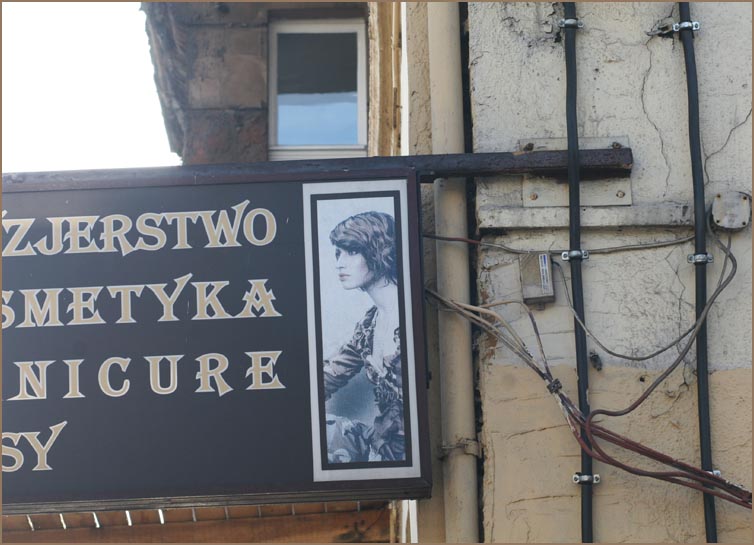 ZJERSTWO
SMETYKA
NICURE
SY